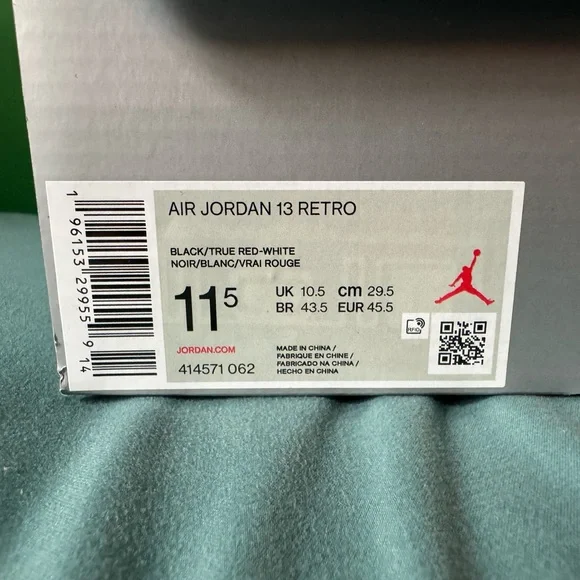 AIR JORDAN 13 RETRO
BLACK/TRUE RED-WHITE
NOIR/BLANC/VRAI ROUGE
11 5
UK 10.5 cm 29.5
BR 43.5 EUR 45.5
RFID
JORDAN.COM
414571 062
MADE IN CHINA /
FABRIQUE EN CHINE /
FABRICADO NA CHINA /
HECHO EN CHINA
1 96153 29955 9 14